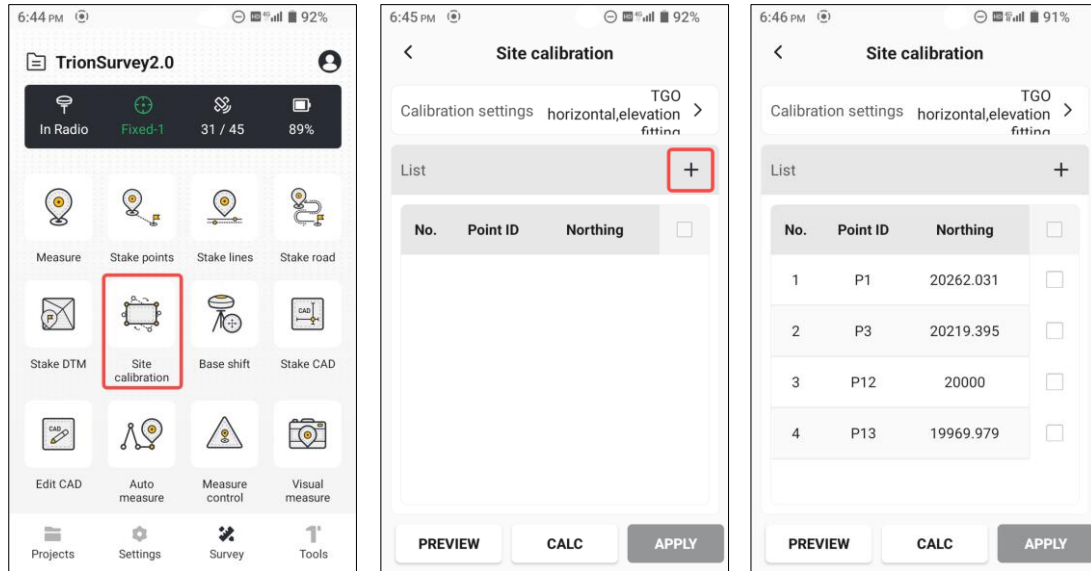 6:44 PM 92%
TrionSurvey2.0
In Radio Fixed-1 31 / 45 89%
Measure Stake points Stake lines Stake road
CAD
Stake DTM Site calibration Base shift Stake CAD
CAD
Edit CAD Auto measure Measure control Visual measure
Projects Settings Survey Tools
6:45 PM 92%
Site calibration
Calibration settings TGO
horizontal,elevation
fitting
List +
No. Point ID Northing
PREVIEW CALC APPLY
6:46 PM 91%
Site calibration
Calibration settings TGO
horizontal,elevation
fitting
List +
No. Point ID Northing
1 P1 20262.031
2 P3 20219.395
3 P12 20000
4 P13 19969.979
PREVIEW CALC APPLY